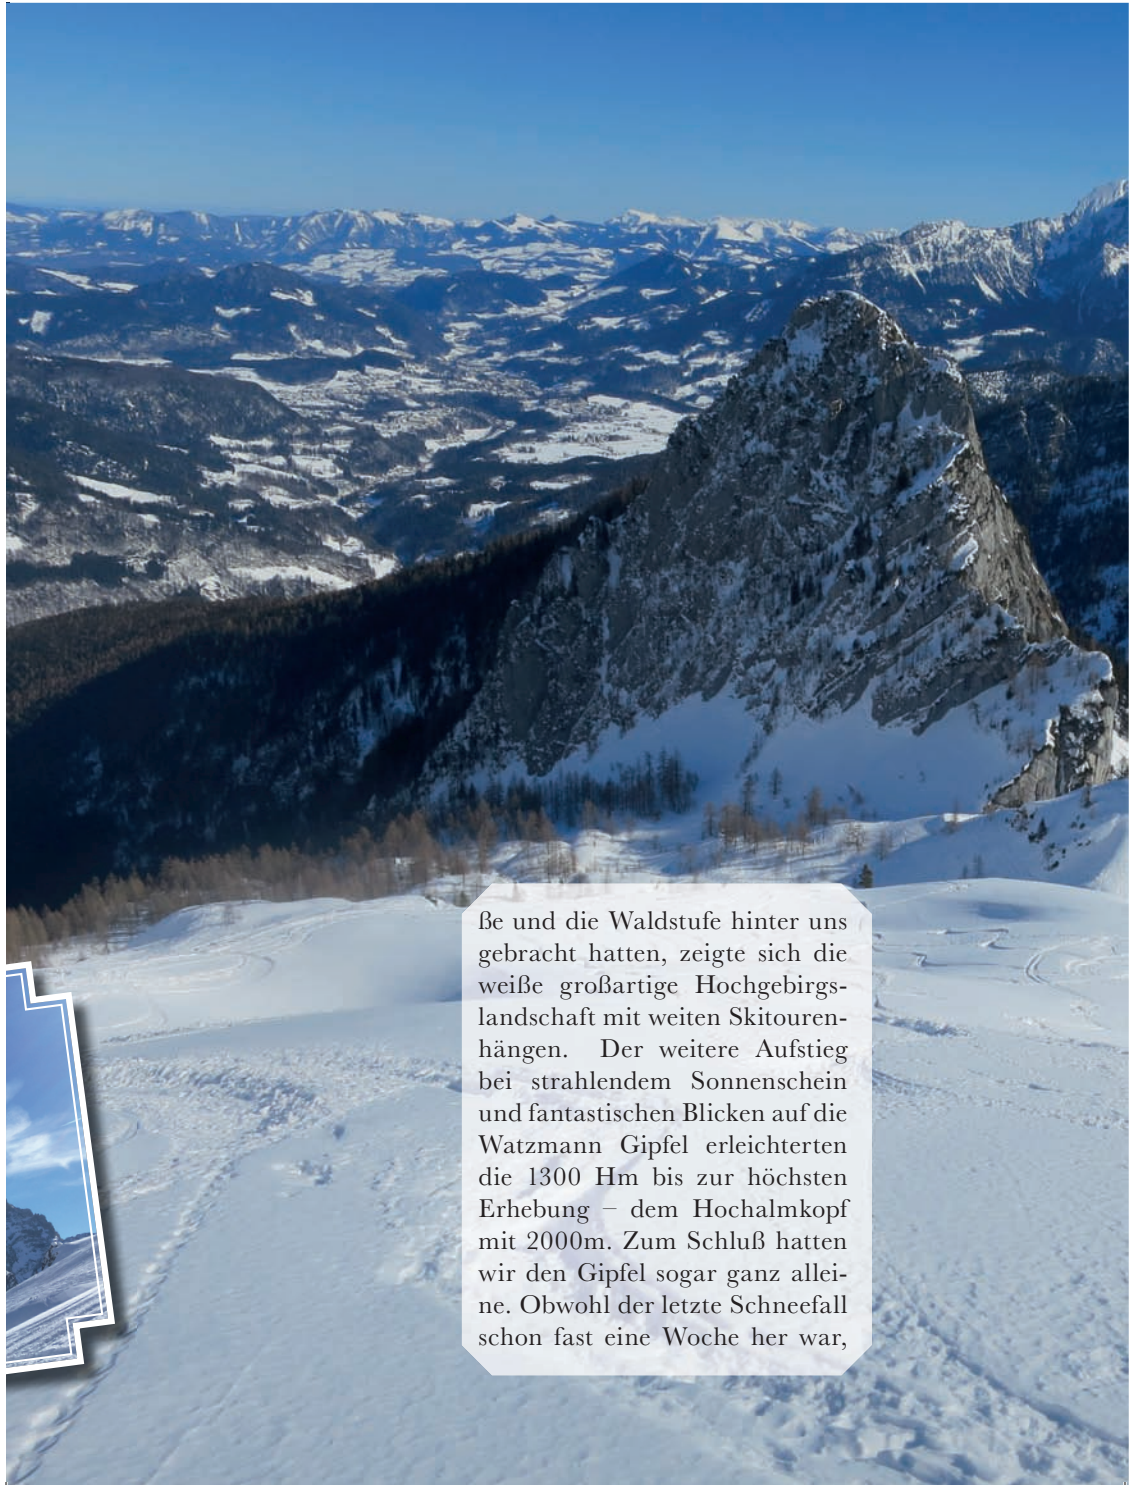 ße und die Waldstufe hinter uns
gebracht hatten, zeigte sich die
weiße großartige Hochgebirgs-
landschaft mit weiten Skitouren-
hängen. Der weitere Aufstieg
bei strahlendem Sonnenschein
und fantastischen Blicken auf die
Watzmann Gipfel erleichterten
die 1300 Hm bis zur höchsten
Erhebung – dem Hochalmkopf
mit 2000m. Zum Schluß hatten
wir den Gipfel sogar ganz allei-
ne. Obwohl der letzte Schneefall
schon fast eine Woche her war,